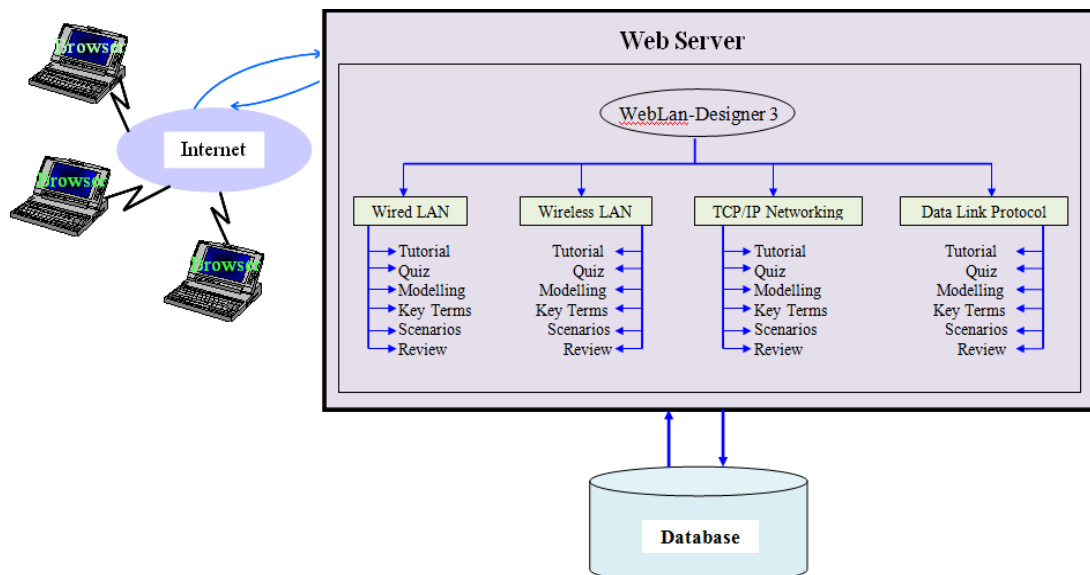 Browser
Browser
Browser
Internet
Web Server
WebLan-Designer 3
Wired LAN
Tutorial
Quiz
Modelling
Key Terms
Scenarios
Review
Wireless LAN
Tutorial
Quiz
Modelling
Key Terms
Scenarios
Review
TCP/IP Networking
Tutorial
Quiz
Modelling
Key Terms
Scenarios
Review
Data Link Protocol
Tutorial
Quiz
Modelling
Key Terms
Scenarios
Review
Database